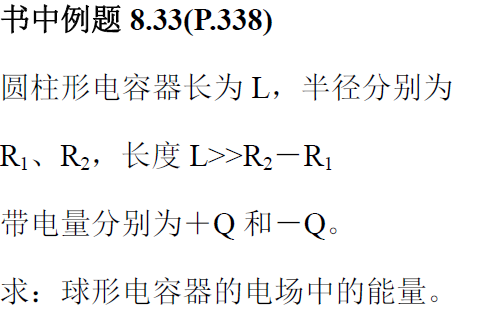 书中例题 8.33(P.338)
圆柱形电容器长为 L，半径分别为
R₁、R₂，长度 L>>R₂－R₁
带电量分别为＋Q 和－Q。
求：球形电容器的电场中的能量。